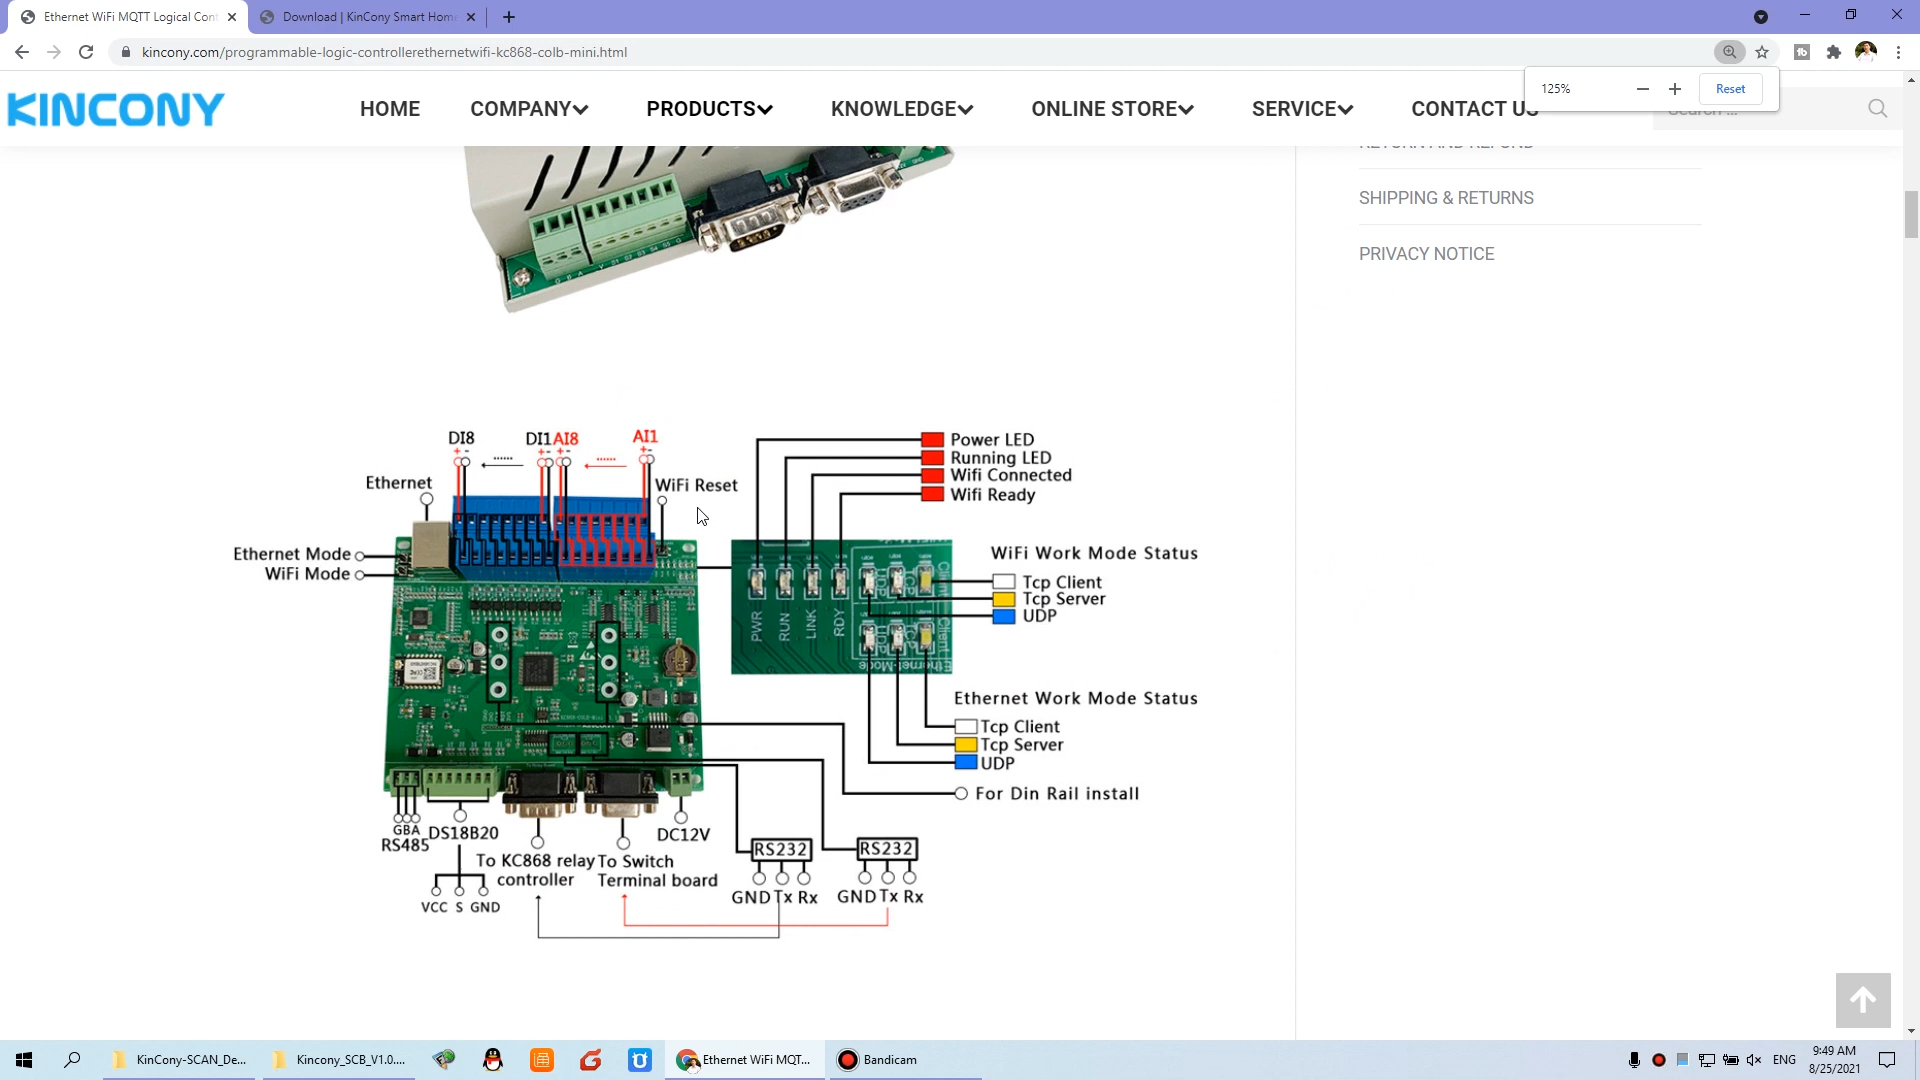 Ethernet WiFi MQTT Logical Cont
Download | KinCony Smart Home
kincony.com/programmable-logic-controllerethernetwifi-kc868-colb-mini.html
125%
Reset
KINCONY
HOME
COMPANY
PRODUCTS
KNOWLEDGE
ONLINE STORE
SERVICE
CONTACT US
Search ...
RETURN AND REFUND
SHIPPING & RETURNS
PRIVACY NOTICE
DI8
DI1
AI8
AI1
+ -
+ -
+ -
+ -
Ethernet
WiFi Reset
Ethernet Mode
WiFi Mode
Power LED
Running LED
Wifi Connected
Wifi Ready
PWR
RUN
LINK
RDY
WiFi Work Mode Status
Tcp Client
Tcp Server
UDP
Ethernet Work Mode Status
Tcp Client
Tcp Server
UDP
For Din Rail install
GBA
RS485
DS18B20
VCC S GND
To KC868 relay
controller
To Switch
Terminal board
DC12V
RS232
GND Tx Rx
RS232
GND Tx Rx
KinCony-SCAN_De...
Kincony_SCB_V1.0....
Ethernet WiFi MQT...
Bandicam
ENG
9:49 AM
8/25/2021